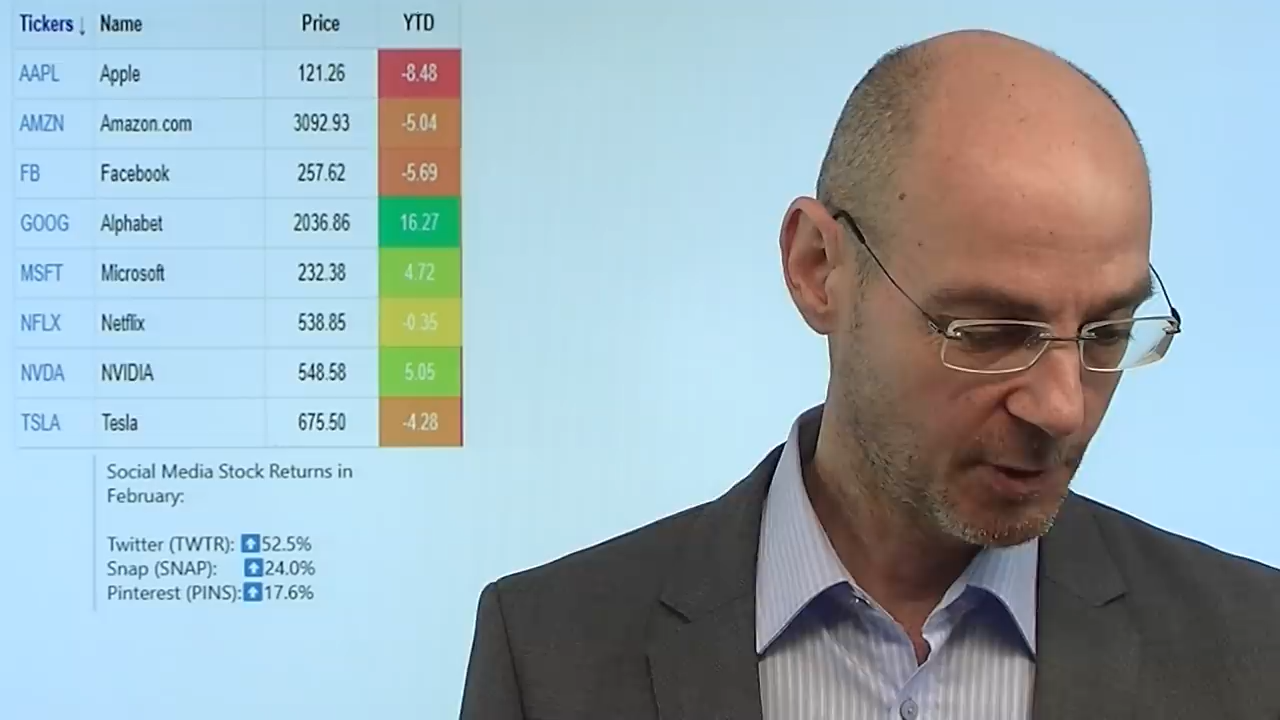 Tickers ↓ Name Price YTD
AAPL Apple 121.26 -8.48
AMZN Amazon.com 3092.93 -5.04
FB Facebook 257.62 -5.69
GOOG Alphabet 2036.86 16.27
MSFT Microsoft 232.38 4.72
NFLX Netflix 538.85 -0.35
NVDA NVIDIA 548.58 5.05
TSLA Tesla 675.50 -4.28
Social Media Stock Returns in
February:
Twitter (TWTR): ⬆52.5%
Snap (SNAP): ⬆24.0%
Pinterest (PINS):⬆17.6%